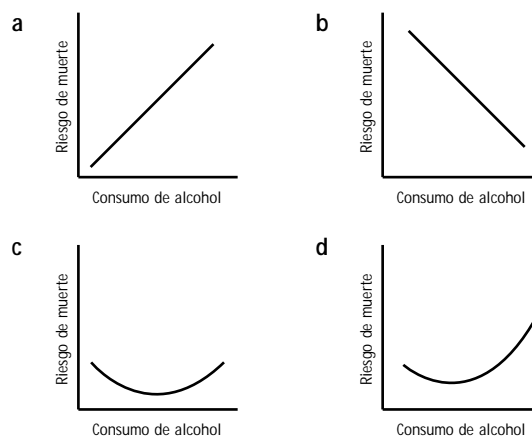 a
b
Riesgo de muerte
Riesgo de muerte
Consumo de alcohol
Consumo de alcohol
c
d
Riesgo de muerte
Riesgo de muerte
Consumo de alcohol
Consumo de alcohol